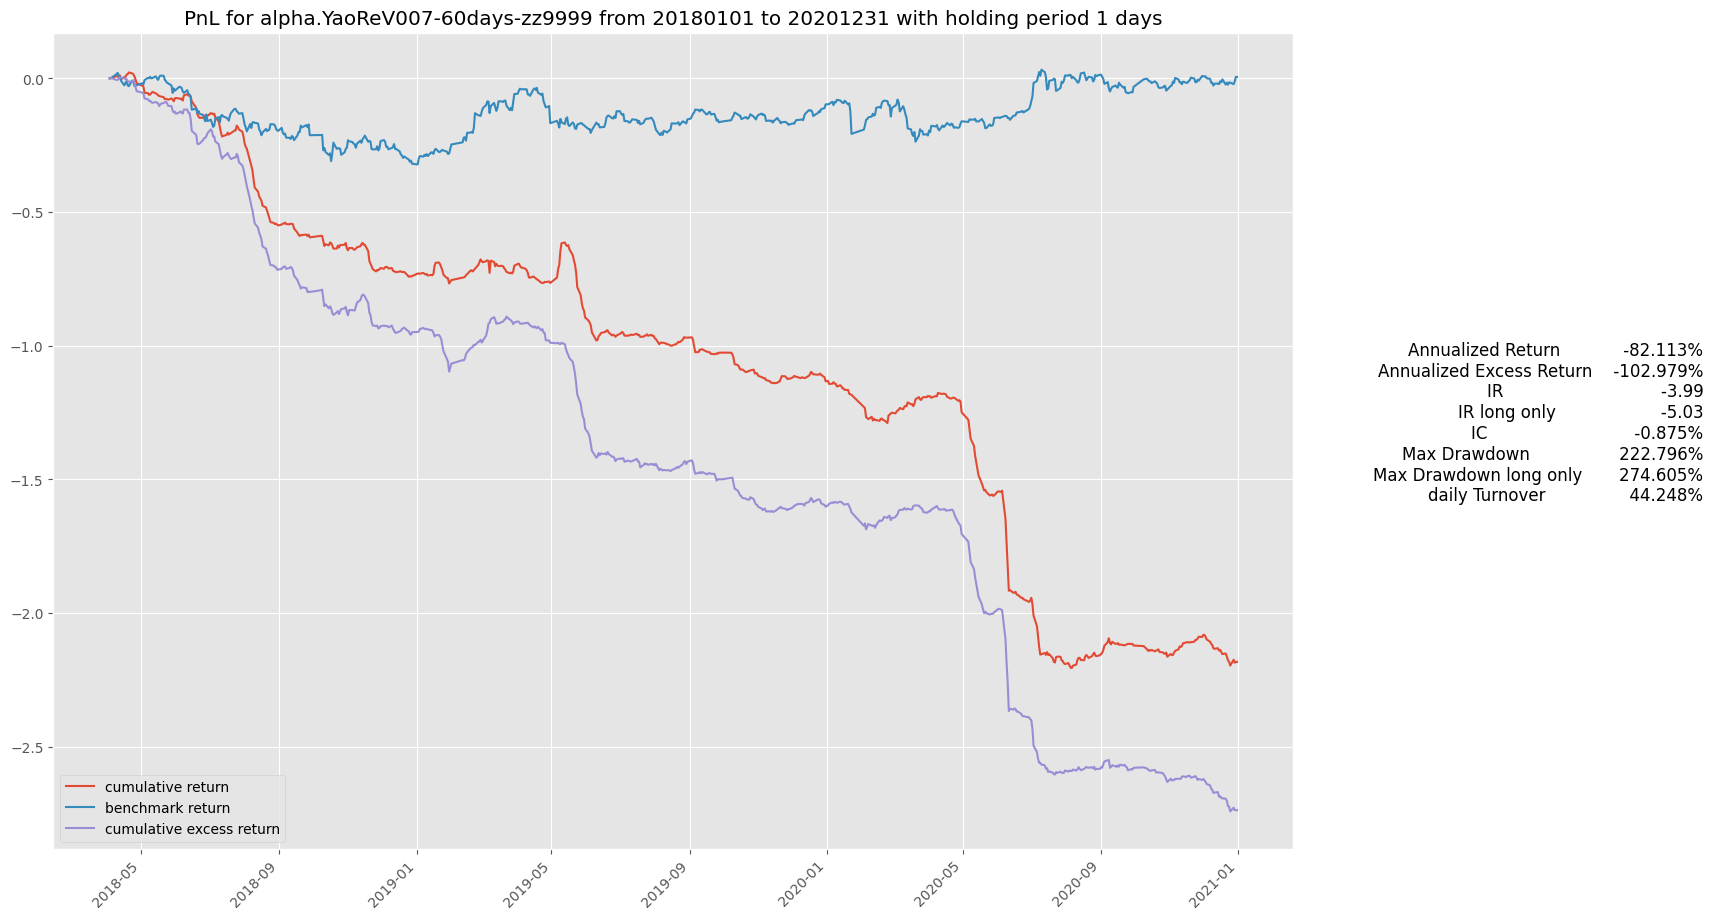 PnL for alpha.YaoReV007-60days-zz9999 from 20180101 to 20201231 with holding period 1 days
0.0
−0.5
−1.0
−1.5
−2.0
−2.5
cumulative return
benchmark return
cumulative excess return
2018-05
2018-09
2019-01
2019-05
2019-09
2020-01
2020-05
2020-09
2021-01
Annualized Return -82.113%
Annualized Excess Return -102.979%
IR -3.99
IR long only -5.03
IC -0.875%
Max Drawdown 222.796%
Max Drawdown long only 274.605%
daily Turnover 44.248%